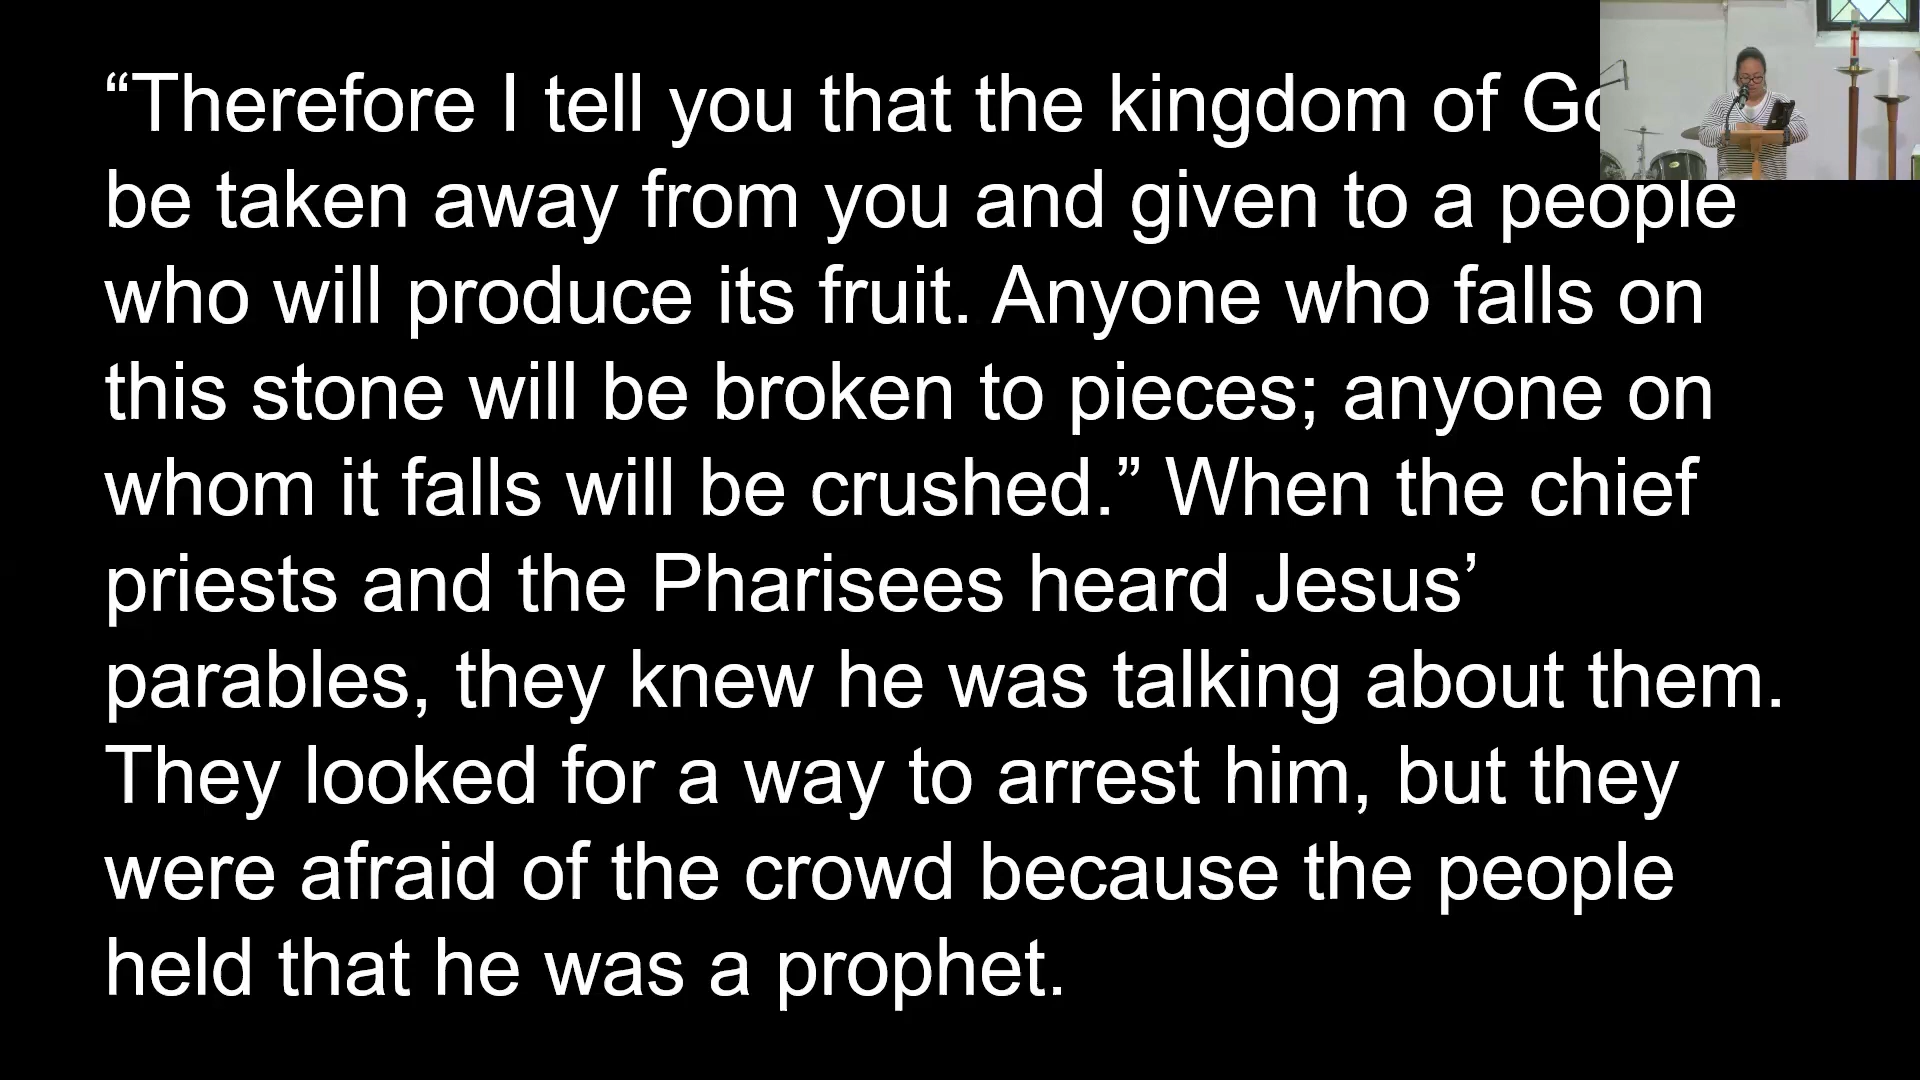 “Therefore I tell you that the kingdom of
be taken away from you and given to a people
who will produce its fruit. Anyone who falls on
this stone will be broken to pieces; anyone on
whom it falls will be crushed.” When the chief
priests and the Pharisees heard Jesus’
parables, they knew he was talking about them.
They looked for a way to arrest him, but they
were afraid of the crowd because the people
held that he was a prophet.